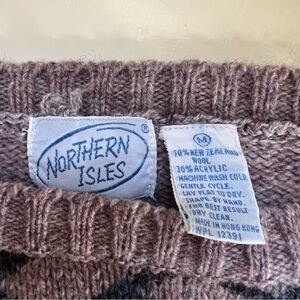 NORTHERN
ISLES
®
M
70% NEW ZEALAND
WOOL
30% ACRYLIC
MACHINE WASH COLD
GENTLE CYCLE.
LAY FLAT TO DRY.
SHAPE BY HAND.
FOR BEST RESULT
DRY CLEAN.
MADE IN HONG KONG
WPL 12391